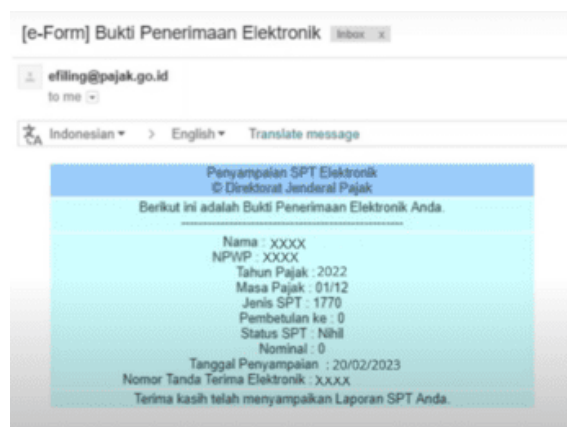 [e-Form] Bukti Penerimaan Elektronik Inbox x
efiling@pajak.go.id
to me
Indonesian > English Translate message
Penyampaian SPT Elektronik
© Direktorat Jenderal Pajak
Berikut ini adalah Bukti Penerimaan Elektronik Anda.
--------------------------------------------------
Nama : XXXX
NPWP : XXXX
Tahun Pajak : 2022
Masa Pajak : 01/12
Jenis SPT : 1770
Pembetulan ke : 0
Status SPT : Nihil
Nominal : 0
Tanggal Penyampaian : 20/02/2023
Nomor Tanda Terima Elektronik : XXXX
Terima kasih telah menyampaikan Laporan SPT Anda.